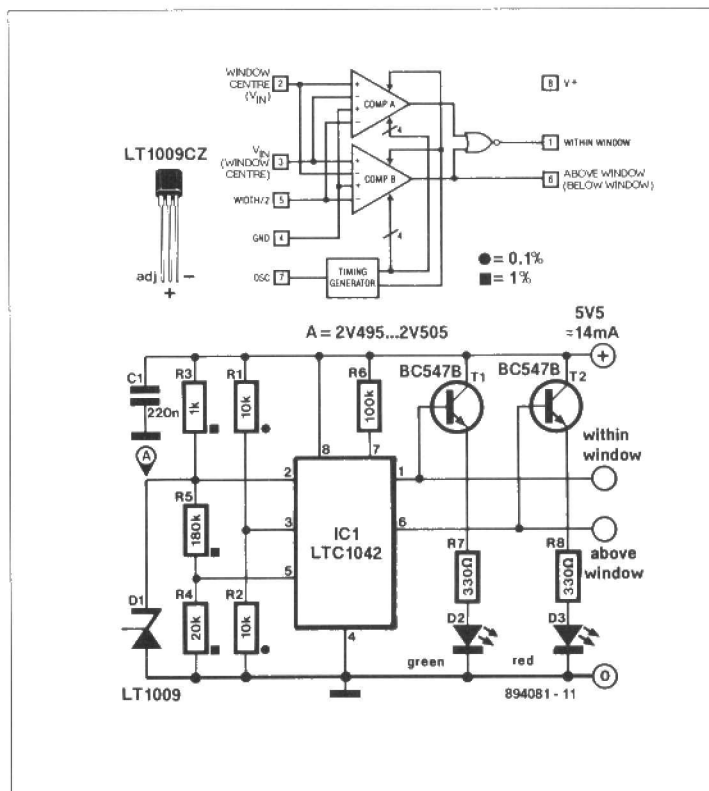 WINDOW
CENTRE
(VIN)
2
VIN
(WINDOW
CENTRE)
3
WIDTH/2
5
GND
4
OSC
7
COMP A
COMP B
4
4
TIMING
GENERATOR
8
V+
1
WITHIN WINDOW
6
ABOVE WINDOW
(BELOW WINDOW)
LT1009CZ
adj
+
−
● = 0.1%
■ = 1%
A = 2V495...2V505
5V5
≈14mA
+
C1
220n
R3
1k
R1
10k
R6
100k
BC547B
T1
BC547B
T2
A
within
window
8
7
2
1
R5
180k
3
IC1
LTC1042
6
5
above
window
R7
330Ω
R8
330Ω
D1
R4
20k
R2
10k
4
D2
D3
green
red
0
LT1009
894081 - 11